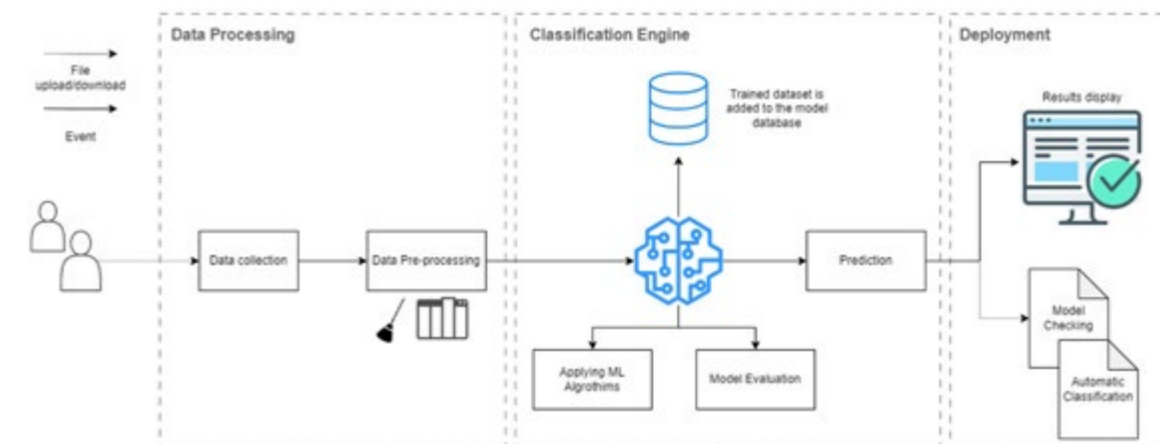 File
upload/download
Event
Data Processing
Data collection
Data Pre-processing
Classification Engine
Trained dataset is
added to the model
database
Applying ML
Algrothims
Model Evaluation
Prediction
Deployment
Results display
Model
Checking
Automatic
Classification